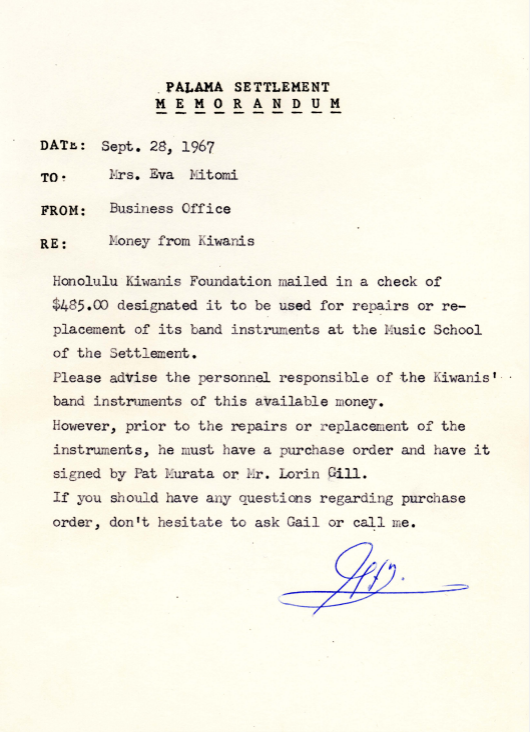 PALAMA SETTLEMENT
MEMORANDUM
DATE: Sept. 28, 1967
TO: Mrs. Eva Mitomi
FROM: Business Office
RE: Money from Kiwanis
Honolulu Kiwanis Foundation mailed in a check of
$485.00 designated it to be used for repairs or re-
placement of its band instruments at the Music School
of the Settlement.
Please advise the personnel responsible of the Kiwanis'
band instruments of this available money.
However, prior to the repairs or replacement of the
instruments, he must have a purchase order and have it
signed by Pat Murata or Mr. Lorin Gill.
If you should have any questions regarding purchase
order, don't hesitate to ask Gail or call me.